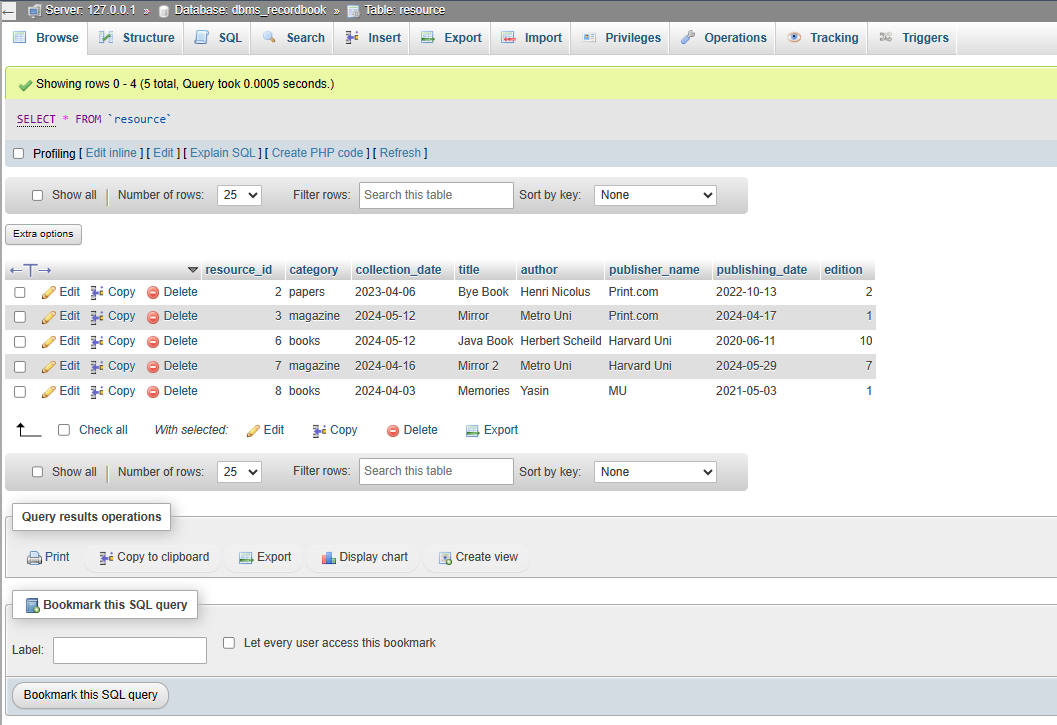 Server: 127.0.0.1 » Database: dbms_recordbook » Table: resource
Browse Structure SQL Search Insert Export Import Privileges Operations Tracking Triggers
Showing rows 0 - 4 (5 total, Query took 0.0005 seconds.)
SELECT * FROM `resource`
Profiling [ Edit inline ] [ Edit ] [ Explain SQL ] [ Create PHP code ] [ Refresh ]
Show all Number of rows: 25 Filter rows: Search this table Sort by key: None
Extra options
←T→ resource_id category collection_date title author publisher_name publishing_date edition
Edit Copy Delete 2 papers 2023-04-06 Bye Book Henri Nicolus Print.com 2022-10-13 2
Edit Copy Delete 3 magazine 2024-05-12 Mirror Metro Uni Print.com 2024-04-17 1
Edit Copy Delete 6 books 2024-05-12 Java Book Herbert Scheild Harvard Uni 2020-06-11 10
Edit Copy Delete 7 magazine 2024-04-16 Mirror 2 Metro Uni Harvard Uni 2024-05-29 7
Edit Copy Delete 8 books 2024-04-03 Memories Yasin MU 2021-05-03 1
Check all With selected: Edit Copy Delete Export
Show all Number of rows: 25 Filter rows: Search this table Sort by key: None
Query results operations
Print Copy to clipboard Export Display chart Create view
Bookmark this SQL query
Label: Let every user access this bookmark
Bookmark this SQL query